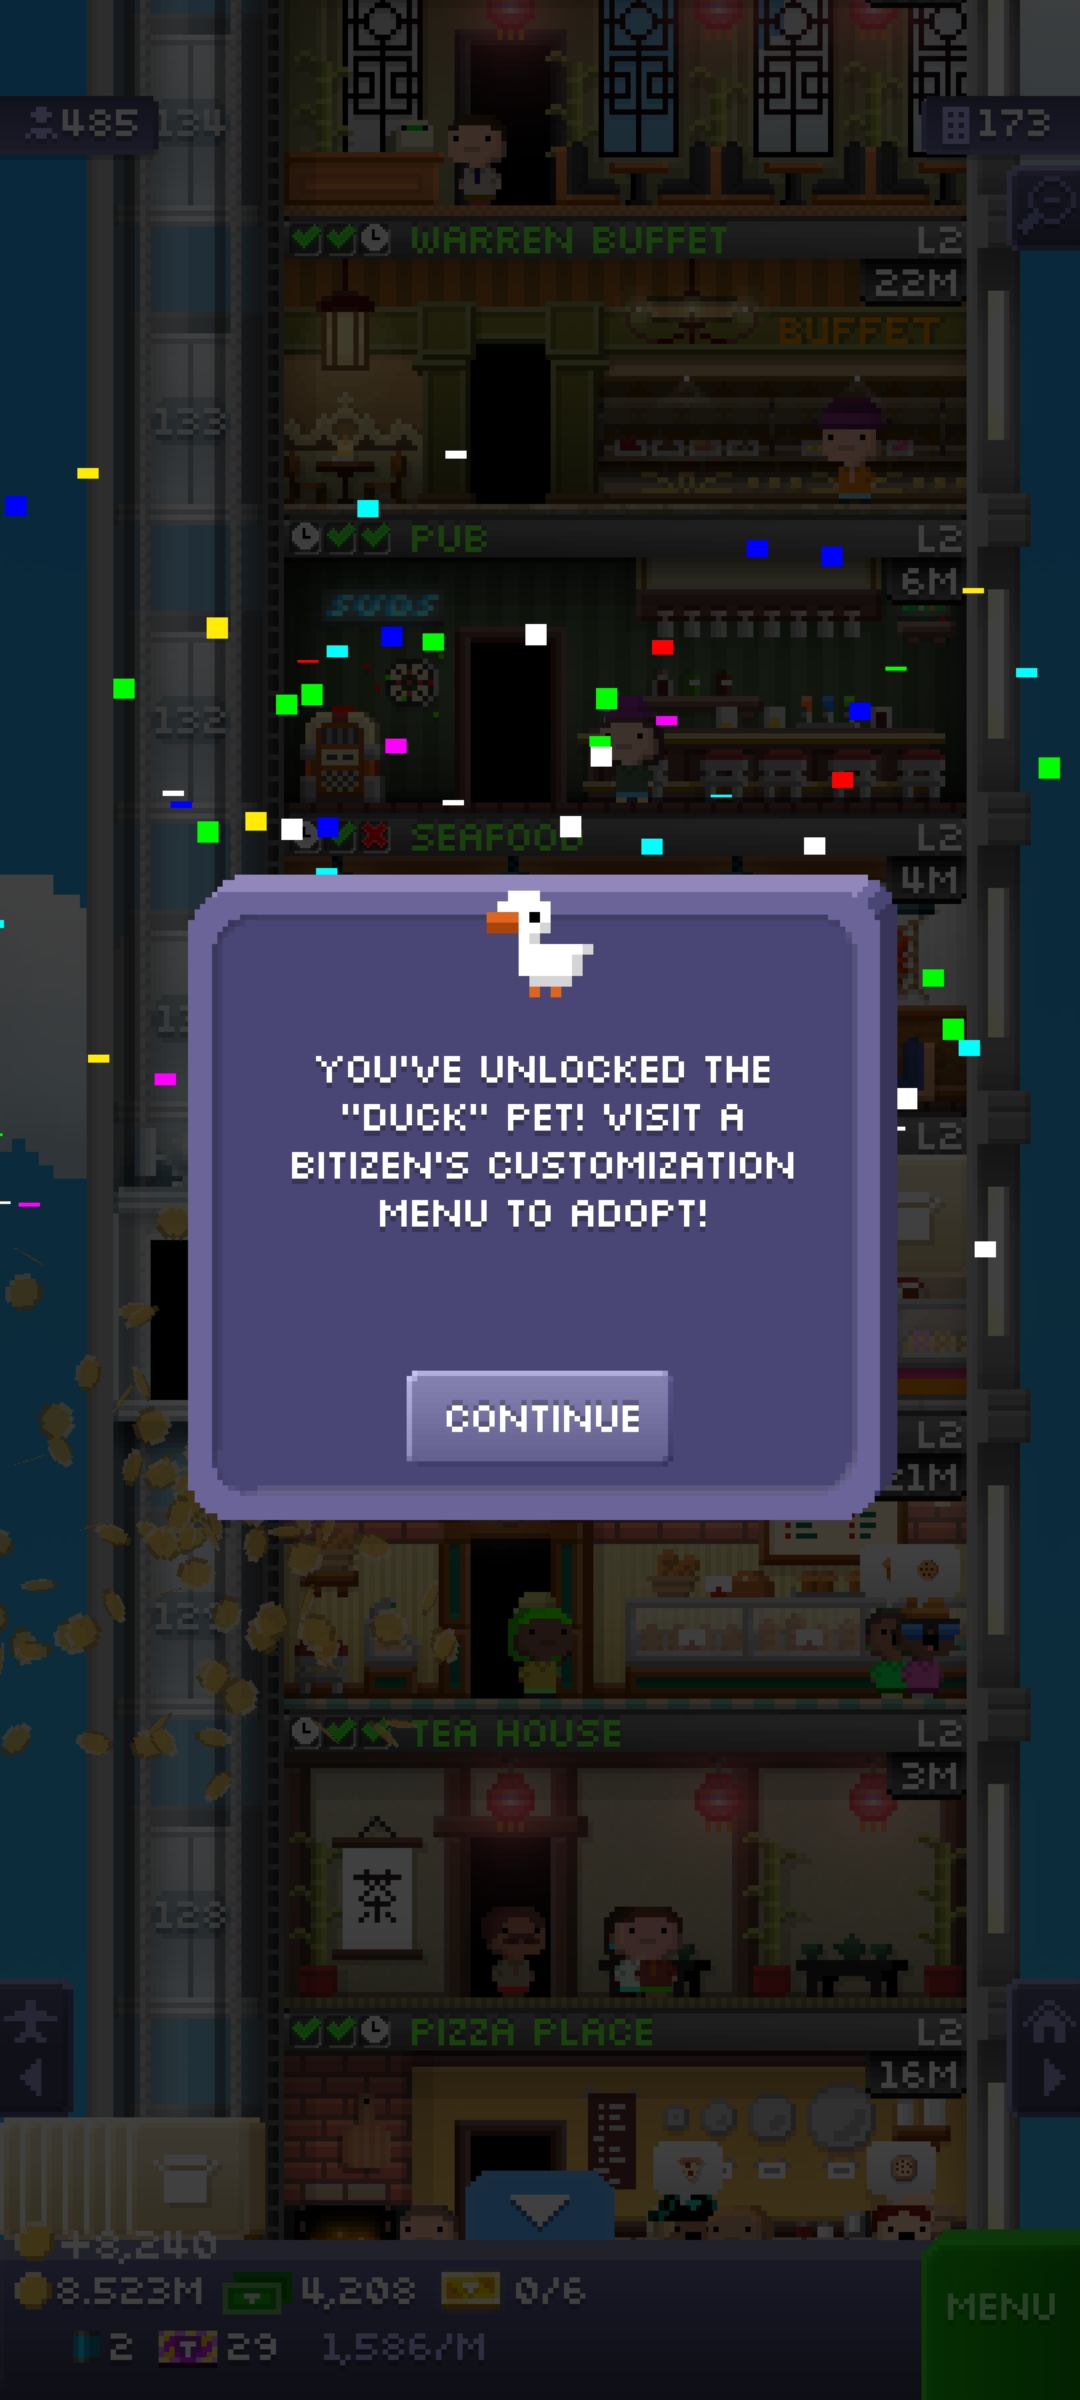 485
134
173
WARREN BUFFET
L2
22M
BUFFET
133
PUB
L2
6M
SUDS
132
SEAFOOD
L2
4M
YOU'VE UNLOCKED THE
"DUCK" PET! VISIT A
BITIZEN'S CUSTOMIZATION
MENU TO ADOPT!
L2
CONTINUE
L2
TEA HOUSE
L2
3M
茶
128
PIZZA PLACE
L2
16M
+8,240
8.523M
4,208
0/6
MENU
2
29
1,586/M